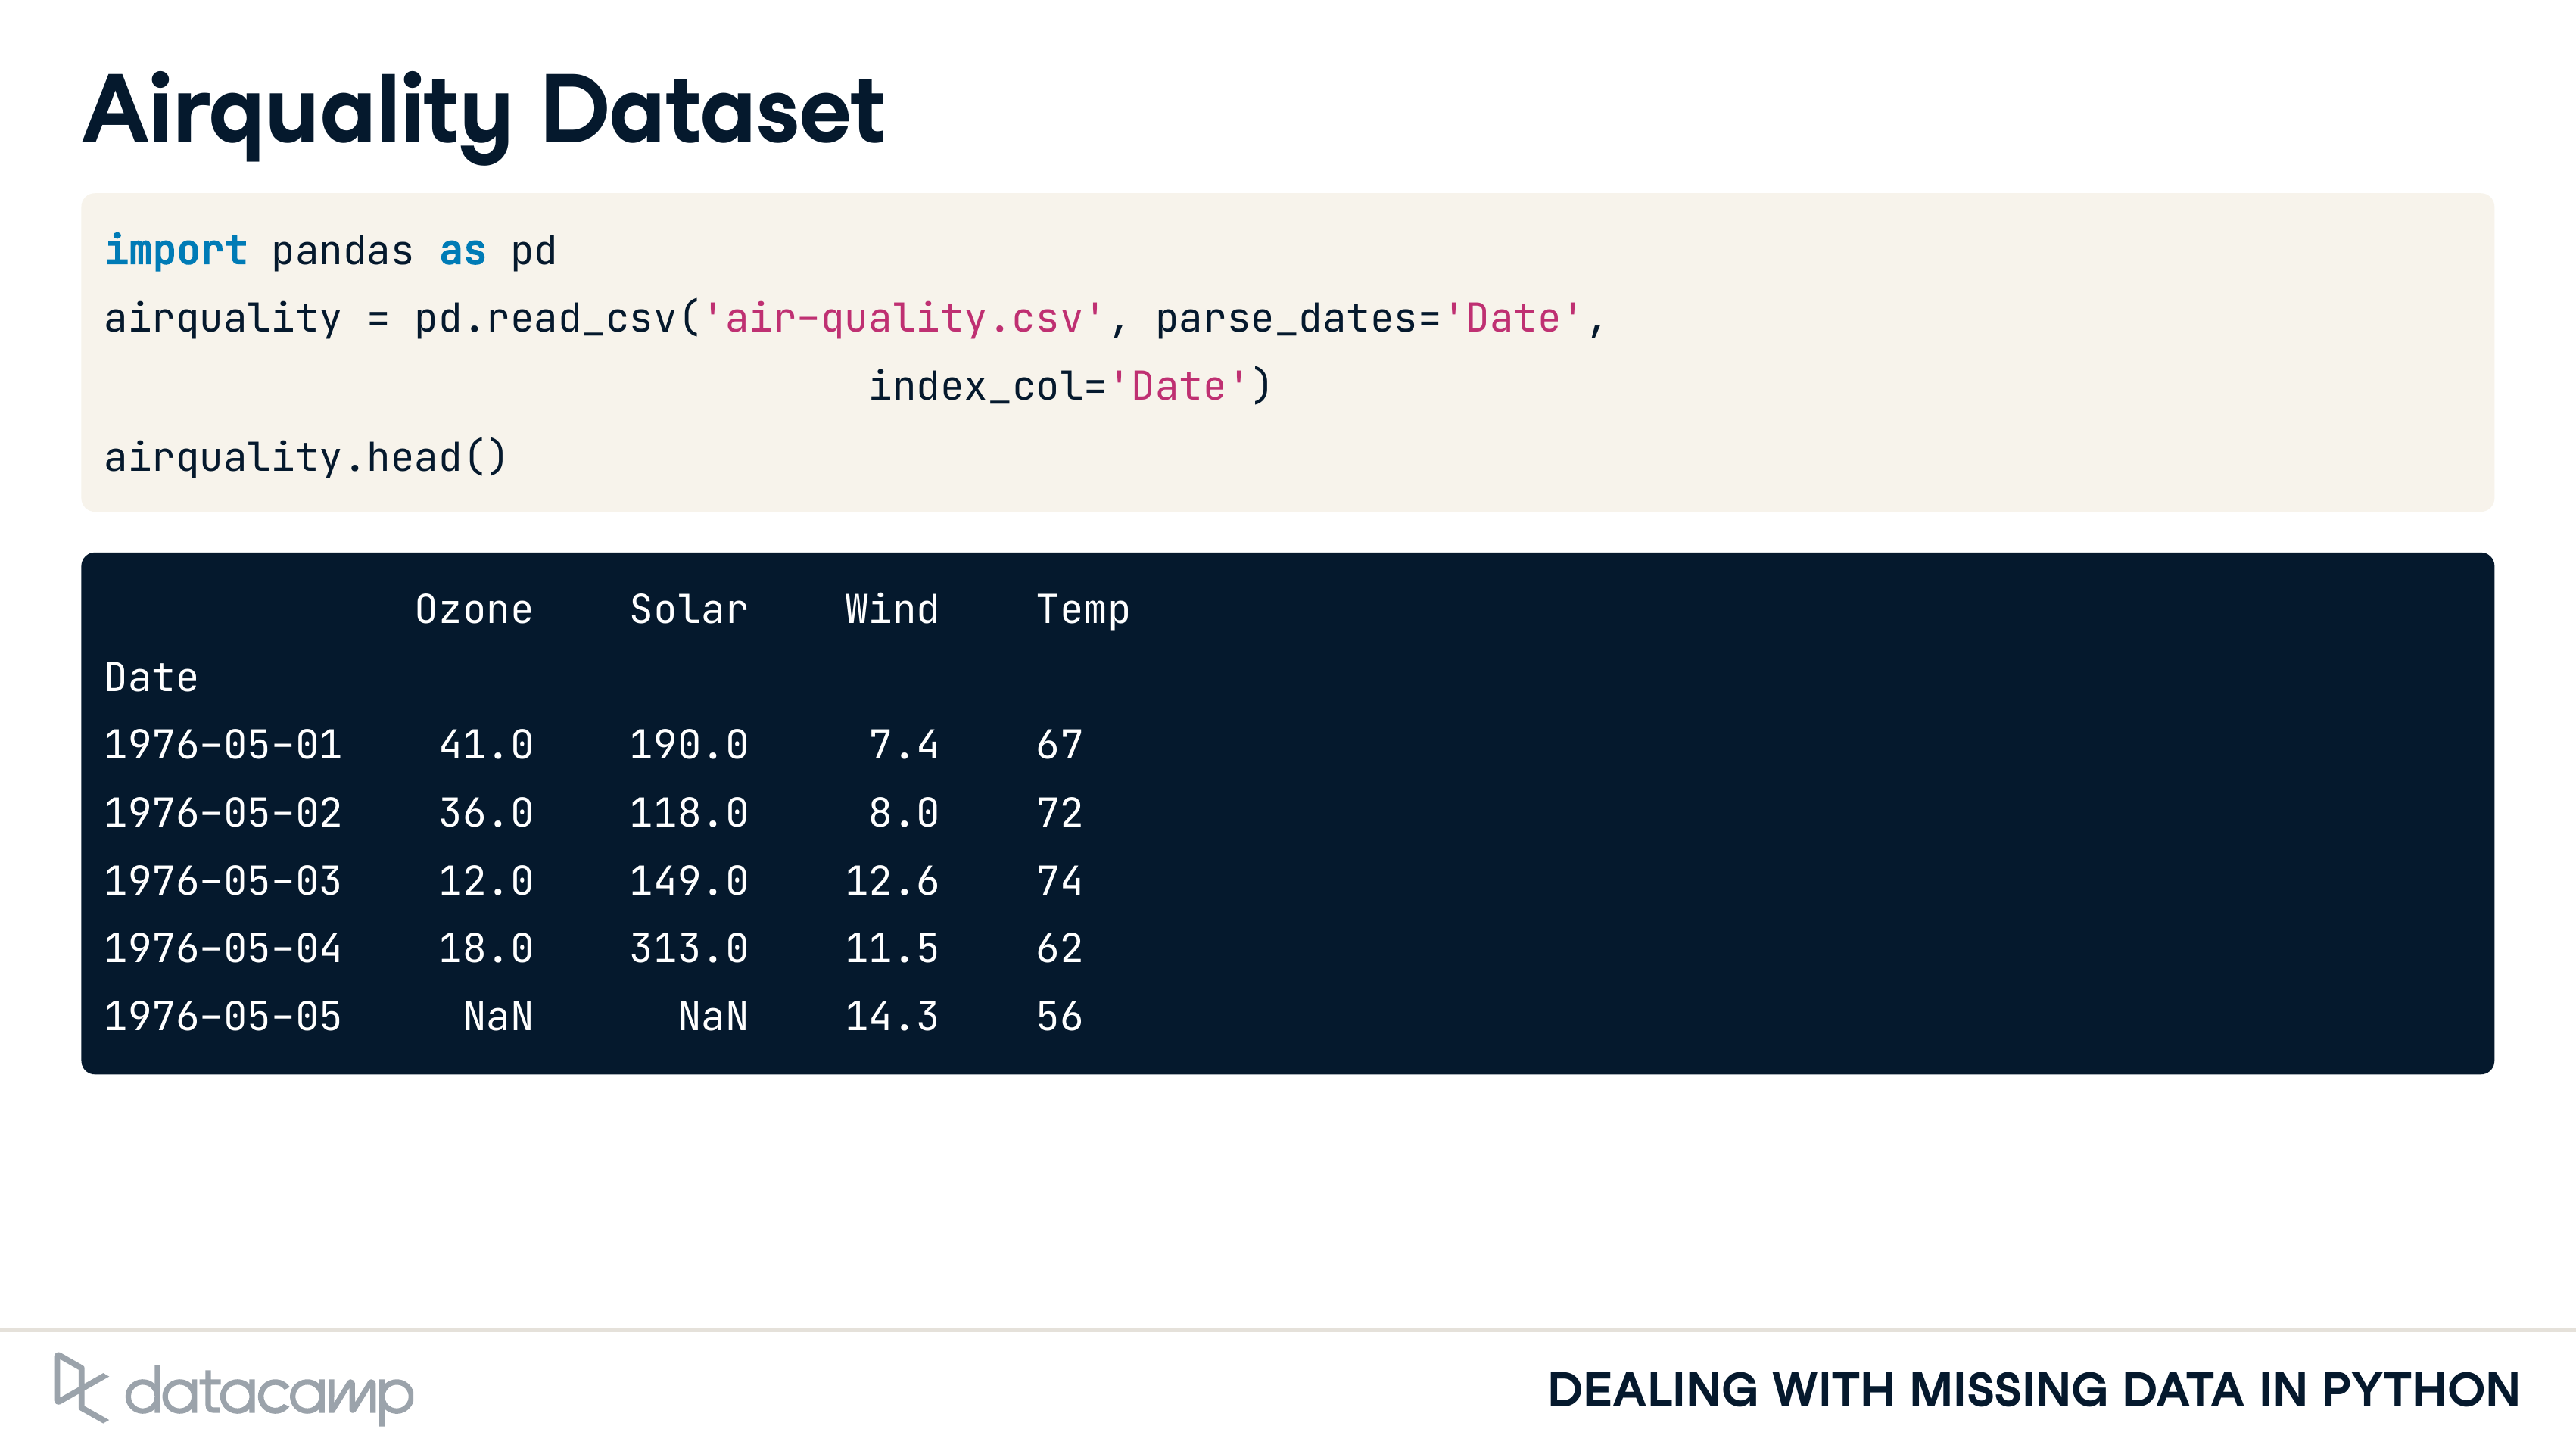 Airquality Dataset
import pandas as pd
airquality = pd.read_csv('air-quality.csv', parse_dates='Date',
index_col='Date')
airquality.head()
Ozone Solar Wind Temp
Date
1976-05-01 41.0 190.0 7.4 67
1976-05-02 36.0 118.0 8.0 72
1976-05-03 12.0 149.0 12.6 74
1976-05-04 18.0 313.0 11.5 62
1976-05-05 NaN NaN 14.3 56
datacamp
DEALING WITH MISSING DATA IN PYTHON